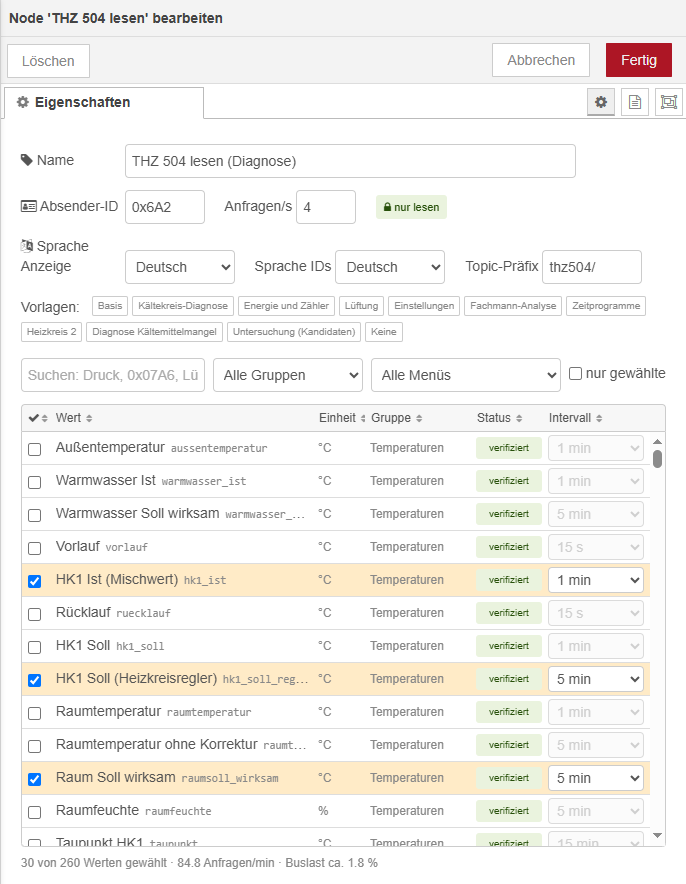 Node 'THZ 504 lesen' bearbeiten
Löschen Abbrechen Fertig
Eigenschaften
Name THZ 504 lesen (Diagnose)
Absender-ID 0x6A2 Anfragen/s 4 nur lesen
Sprache
Anzeige Deutsch Sprache IDs Deutsch Topic-Präfix thz504/
Vorlagen: Basis Kältekreis-Diagnose Energie und Zähler Lüftung Einstellungen Fachmann-Analyse Zeitprogramme
Heizkreis 2 Diagnose Kältemittelmangel Untersuchung (Kandidaten) Keine
Suchen: Druck, 0x07A6, Lü Alle Gruppen Alle Menüs nur gewählte
Wert Einheit Gruppe Status Intervall
Außentemperatur aussentemperatur °C Temperaturen verifiziert 1 min
Warmwasser Ist warmwasser_ist °C Temperaturen verifiziert 1 min
Warmwasser Soll wirksam warmwasser_... °C Temperaturen verifiziert 5 min
Vorlauf vorlauf °C Temperaturen verifiziert 15 s
HK1 Ist (Mischwert) hk1_ist °C Temperaturen verifiziert 1 min
Rücklauf ruecklauf °C Temperaturen verifiziert 15 s
HK1 Soll hk1_soll °C Temperaturen verifiziert 1 min
HK1 Soll (Heizkreisregler) hk1_soll_reg... °C Temperaturen verifiziert 5 min
Raumtemperatur raumtemperatur °C Temperaturen verifiziert 1 min
Raumtemperatur ohne Korrektur raumt... °C Temperaturen verifiziert 5 min
Raum Soll wirksam raumsoll_wirksam °C Temperaturen verifiziert 5 min
Raumfeuchte raumfeuchte % Temperaturen verifiziert 5 min
Taupunkt HK1 taupunkt °C Temperaturen verifiziert 15 min
30 von 260 Werten gewählt · 84.8 Anfragen/min · Buslast ca. 1.8 %